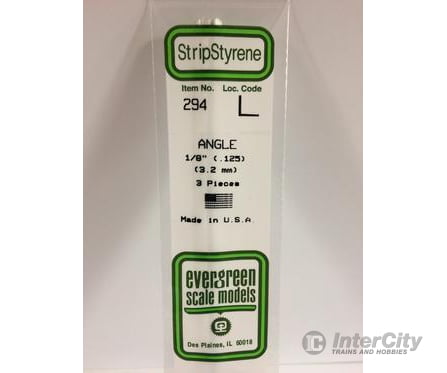 StripStyrene
Item No. Loc. Code
294 L
ANGLE
1/8" (.125)
(3.2 mm)
3 Pieces
Made in U.S.A.
evergreen
scale models
Des Plaines, IL 60018
IC InterCity
TRAINS AND HOBBIES